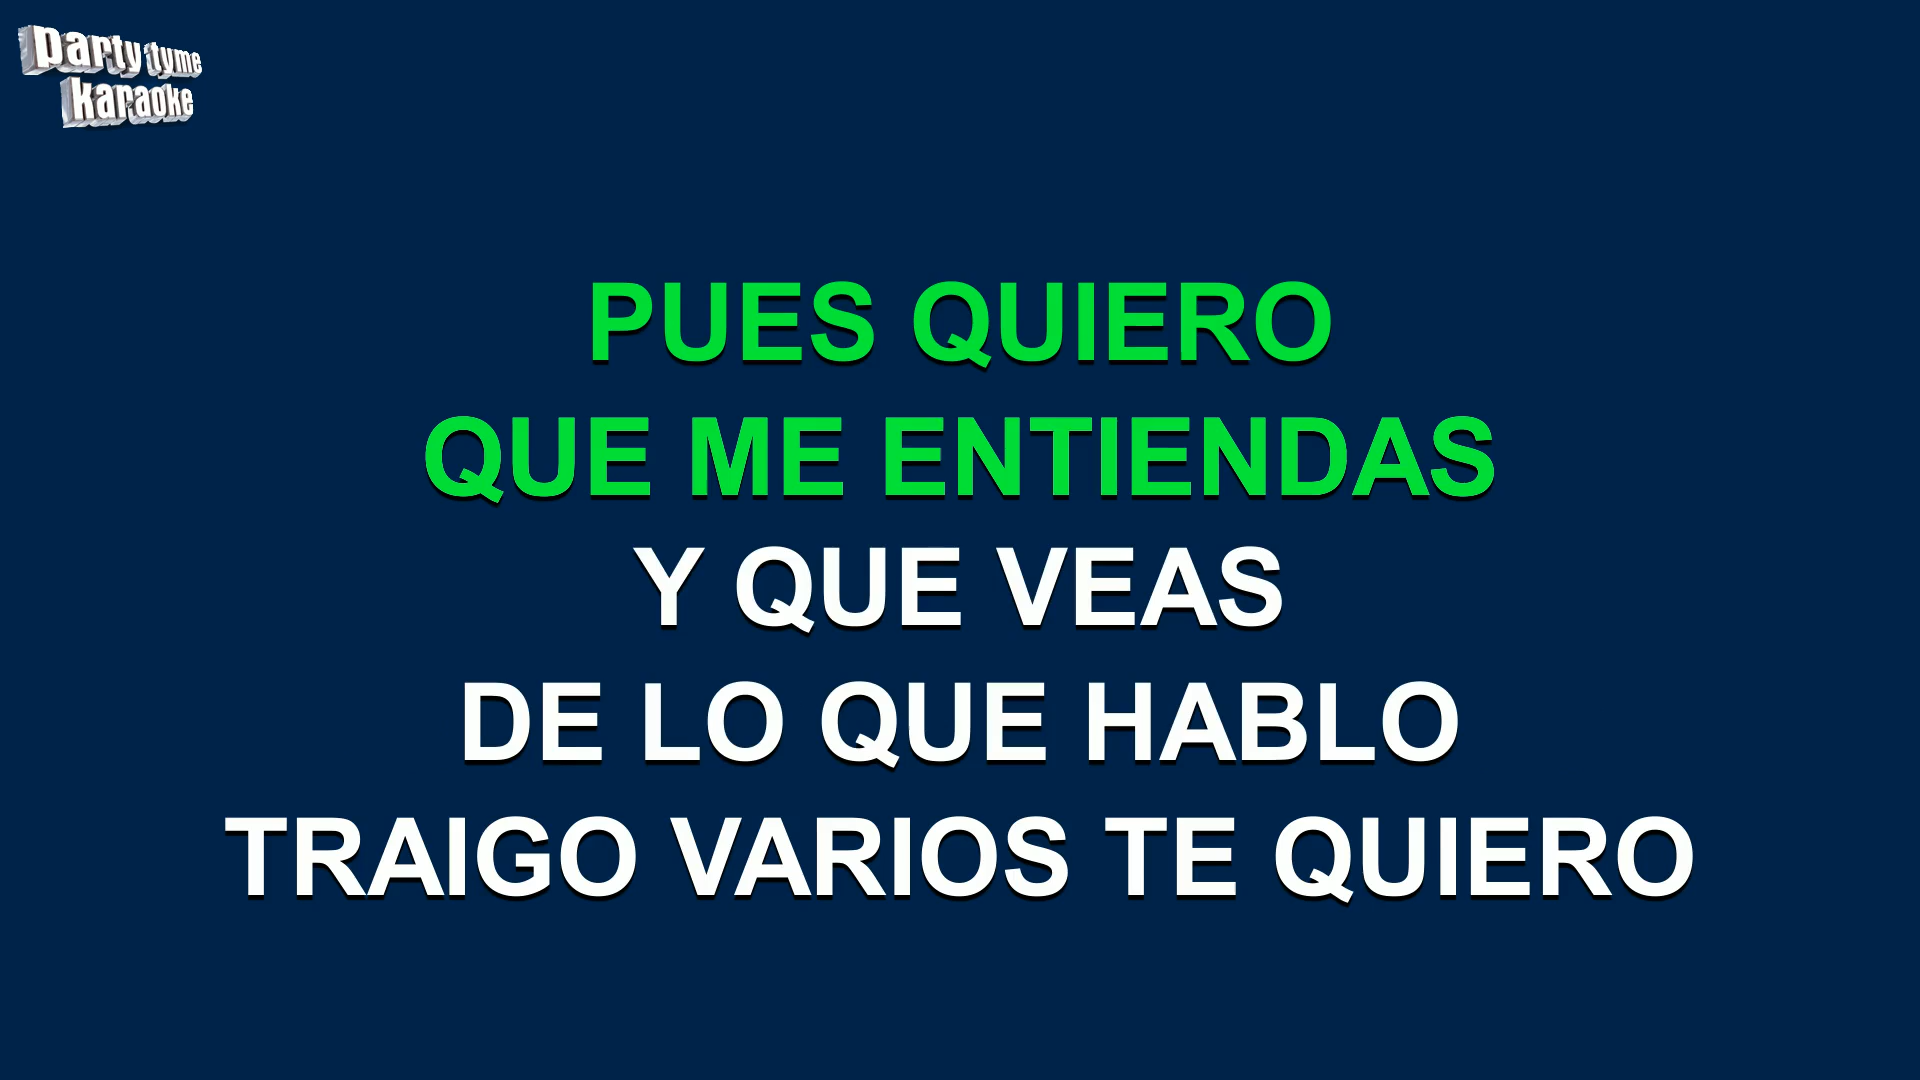 party tyme
karaoke
PUES QUIERO
QUE ME ENTIENDAS
Y QUE VEAS
DE LO QUE HABLO
TRAIGO VARIOS TE QUIERO